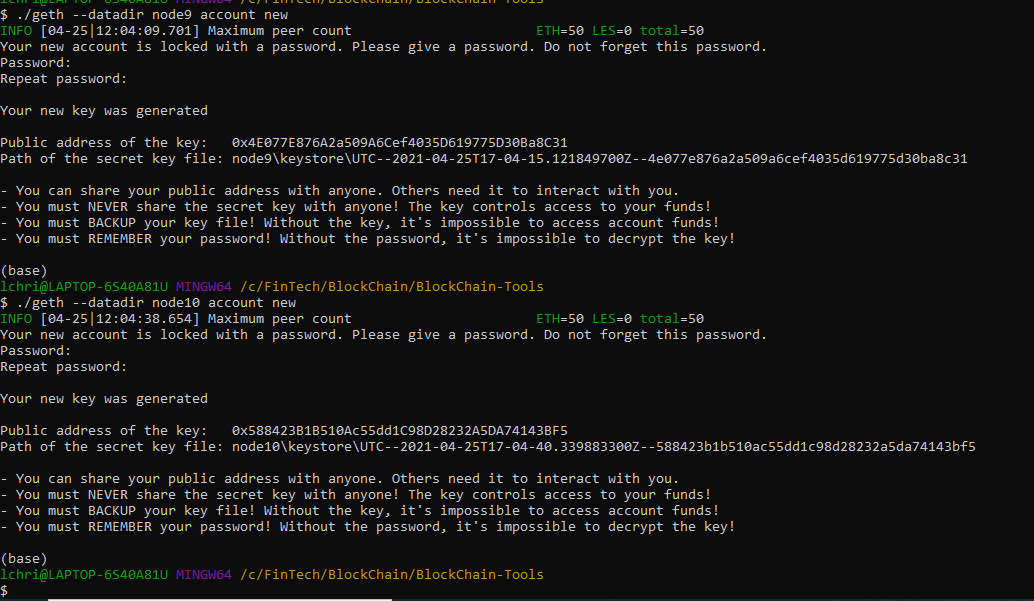 lchri@LAPTOP-6S40A81U MINGW64 /c/FinTech/BlockChain/BlockChain-Tools
$ ./geth --datadir node9 account new
INFO [04-25|12:04:09.701] Maximum peer count ETH=50 LES=0 total=50
Your new account is locked with a password. Please give a password. Do not forget this password.
Password:
Repeat password:
Your new key was generated
Public address of the key: 0x4E077E876A2a509A6Cef4035D619775D30Ba8C31
Path of the secret key file: node9\keystore\UTC--2021-04-25T17-04-15.121849700Z--4e077e876a2a509a6cef4035d619775d30ba8c31
- You can share your public address with anyone. Others need it to interact with you.
- You must NEVER share the secret key with anyone! The key controls access to your funds!
- You must BACKUP your key file! Without the key, it's impossible to access account funds!
- You must REMEMBER your password! Without the password, it's impossible to decrypt the key!
(base)
lchri@LAPTOP-6S40A81U MINGW64 /c/FinTech/BlockChain/BlockChain-Tools
$ ./geth --datadir node10 account new
INFO [04-25|12:04:38.654] Maximum peer count ETH=50 LES=0 total=50
Your new account is locked with a password. Please give a password. Do not forget this password.
Password:
Repeat password:
Your new key was generated
Public address of the key: 0x588423B1B510Ac55dd1C98D28232A5DA74143BF5
Path of the secret key file: node10\keystore\UTC--2021-04-25T17-04-40.339883300Z--588423b1b510ac55dd1c98d28232a5da74143bf5
- You can share your public address with anyone. Others need it to interact with you.
- You must NEVER share the secret key with anyone! The key controls access to your funds!
- You must BACKUP your key file! Without the key, it's impossible to access account funds!
- You must REMEMBER your password! Without the password, it's impossible to decrypt the key!
(base)
lchri@LAPTOP-6S40A81U MINGW64 /c/FinTech/BlockChain/BlockChain-Tools
$